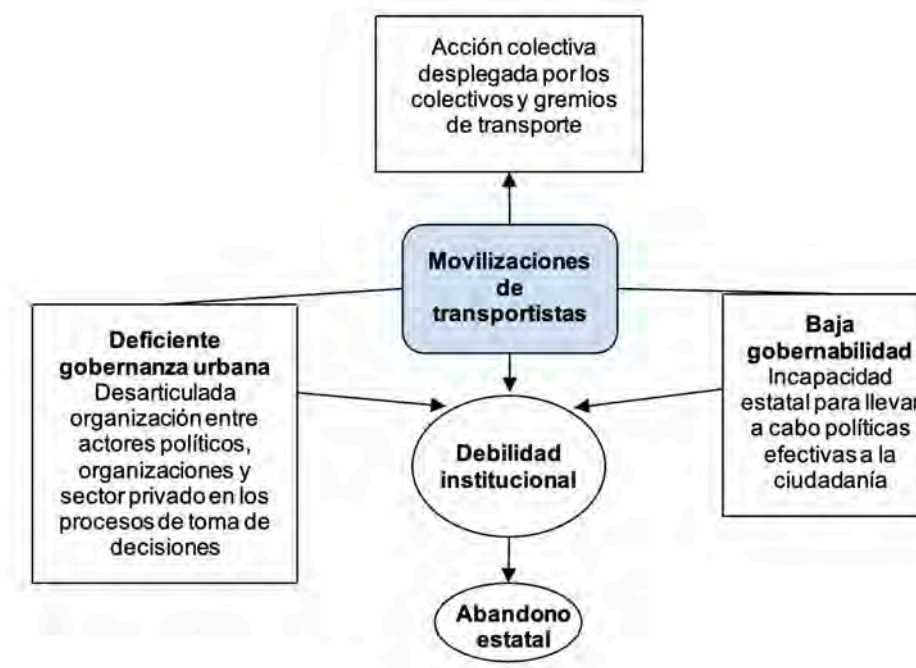 Acción colectiva
desplegada por los
colectivos y gremios
de transporte
Movilizaciones
de
transportistas
Deficiente
gobernanza urbana
Desarticulada
organización entre
actores políticos,
organizaciones y
sector privado en los
procesos de toma de
decisiones
Debilidad
institucional
Baja
gobernabilidad
Incapacidad
estatal para llevar
a cabo políticas
efectivas a la
ciudadanía
Abandono
estatal